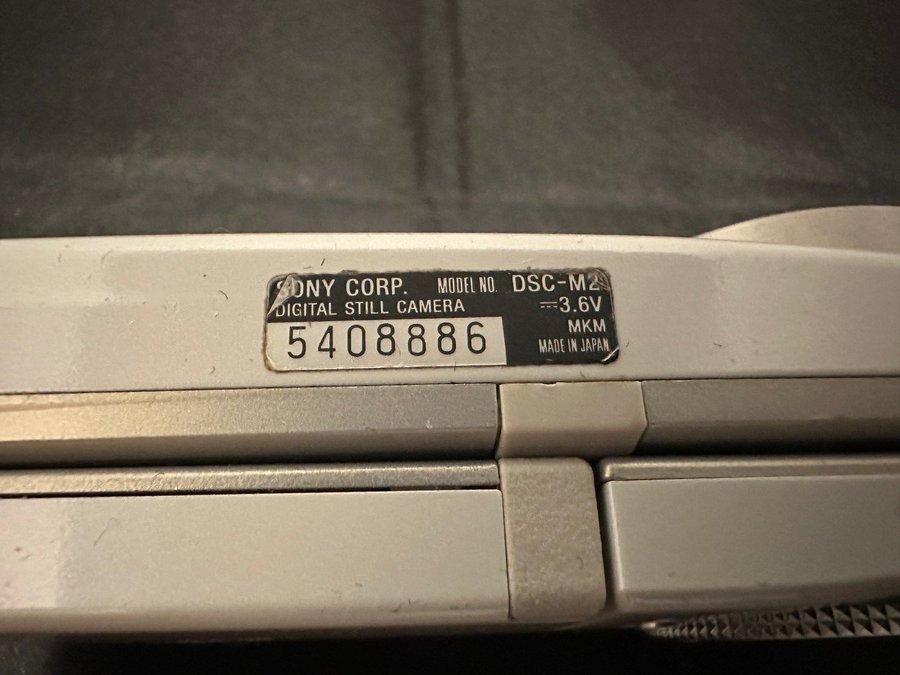 SONY CORP. MODEL NO. DSC-M2
DIGITAL STILL CAMERA ⎓3.6V
5408886 MKM
MADE IN JAPAN